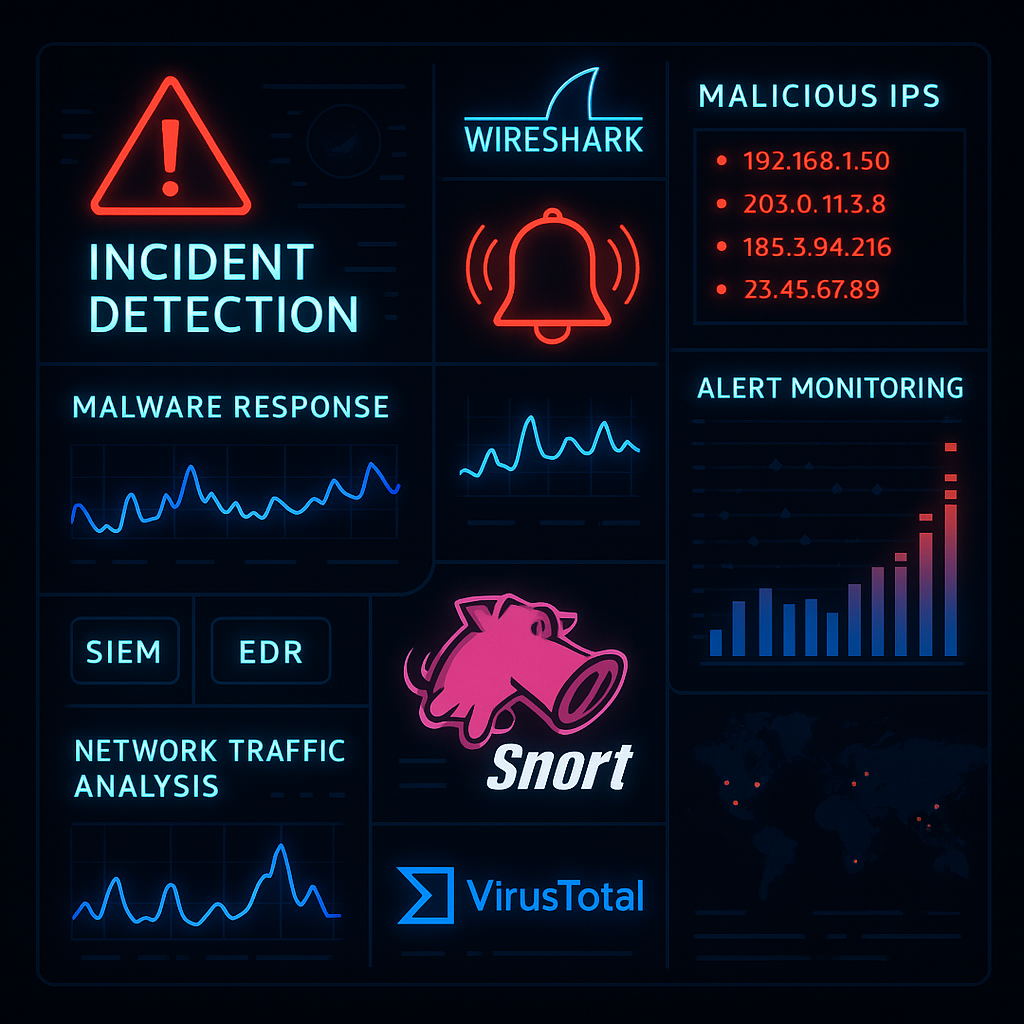 INCIDENT
DETECTION
WIRESHARK
MALICIOUS IPS
• 192.168.1.50
• 203.0.11.3.8
• 185.3.94.216
• 23.45.67.89
MALWARE RESPONSE
ALERT MONITORING
SIEM
EDR
Snort
NETWORK TRAFFIC
ANALYSIS
VirusTotal